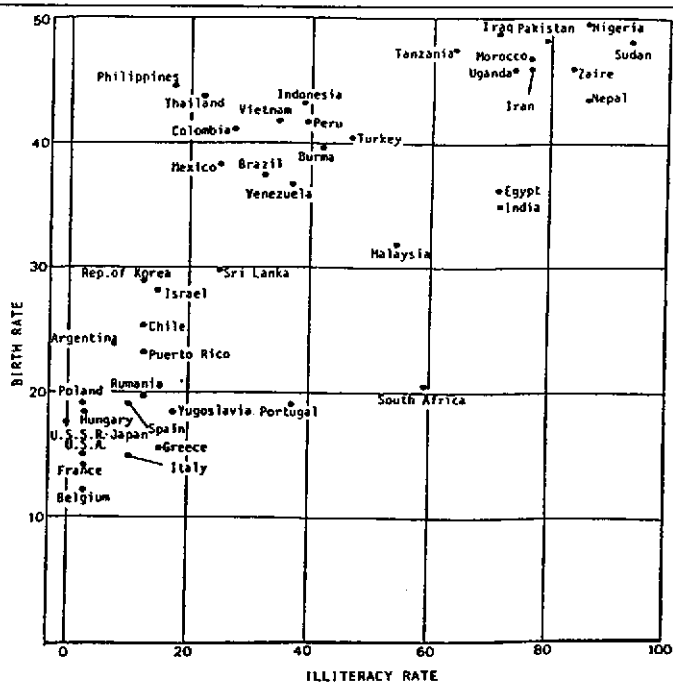 50
Iraq Pakistan Nigeria
Tanzania Morocco Sudan
Uganda Zaire
Iran
Philippines
Thailand Indonesia Nepal
Vietnam
Colombia Peru
40
Turkey
Burma
Mexico Brazil
Venezuela
Egypt
India
Malaysia
30
Rep.of Korea Sri Lanka
Israel
Chile
Argentina
Puerto Rico
BIRTH RATE
Rumania
20
Poland
South Africa
Hungary Yugoslavia Portugal
Spain
U.S.S.R. Japan
U.S.A. Greece
France Italy
Belgium
10
0 20 40 60 80 100
ILLITERACY RATE